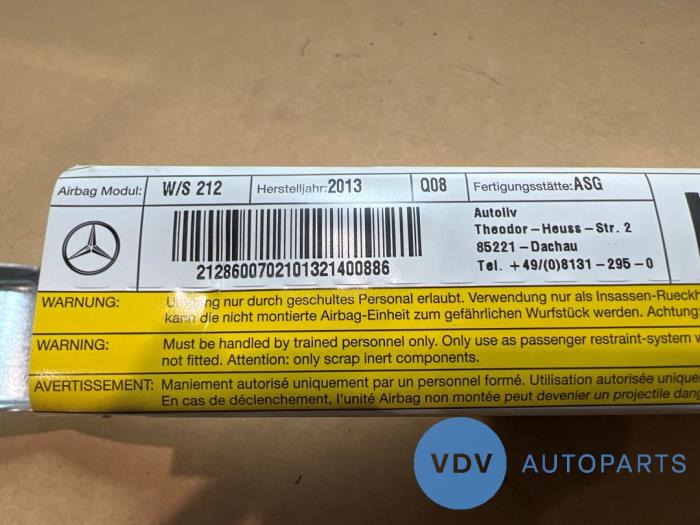 Airbag Modul: W/S 212 Herstelljahr: 2013 Q08 Fertigungsstätte: ASG
2128600702101321400886
Autoliv
Theodor-Heuss-Str. 2
85221-Dachau
Tel. +49/(0)8131-295-0
WARNUNG: Umgang nur durch geschultes Personal erlaubt. Verwendung nur als Insassen-Rückh
kann die nicht montierte Airbag-Einheit zum gefährlichen Wurfstück werden. Achtung:
WARNING: Must be handled by trained personnel only. Only use as passenger restraint-system w
not fitted. Attention: only scrap inert components.
AVERTISSEMENT: Maniement autorisé uniquement par un personnel formé. Utilisation autorisée unique
En cas de déclenchement, l'unité Airbag non montée peut devenir un projectile dang
VDV AUTOPARTS